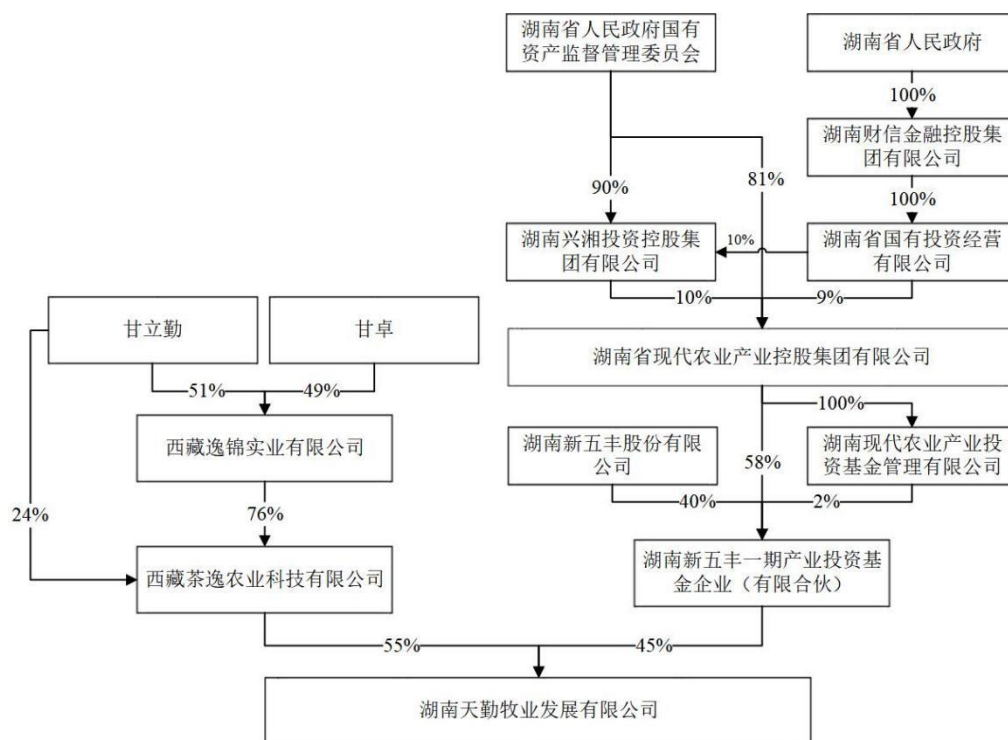 湖南省人民政府国有
资产监督管理委员会
湖南省人民政府
100%
湖南财信金融控股集
团有限公司
90%
81%
100%
湖南兴湘投资控股集
团有限公司
10%
湖南省国有投资经营
有限公司
10%
9%
甘立勤
甘卓
湖南省现代农业产业控股集团有限公司
51%
49%
100%
西藏逸锦实业有限公司
湖南新五丰股份有限
公司
58%
湖南现代农业产业投
资基金管理有限公司
40%
2%
24%
76%
西藏茶逸农业科技有限公司
湖南新五丰一期产业投资基
金企业（有限合伙）
55%
45%
湖南天勤牧业发展有限公司